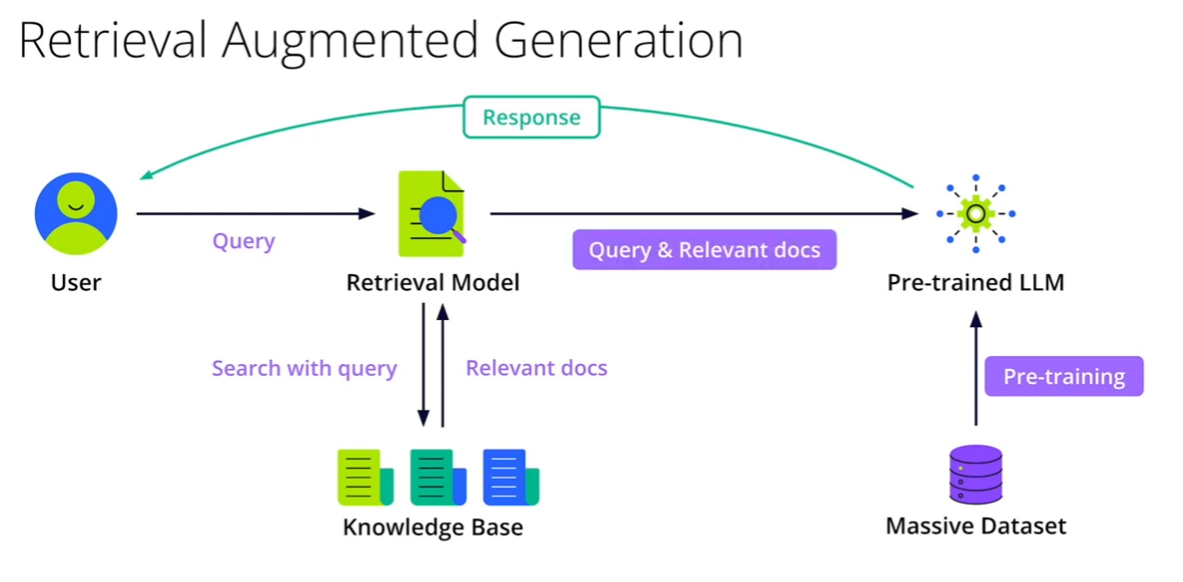 Retrieval Augmented Generation
Response
Query
Query & Relevant docs
User
Retrieval Model
Pre-trained LLM
Search with query
Relevant docs
Pre-training
Knowledge Base
Massive Dataset